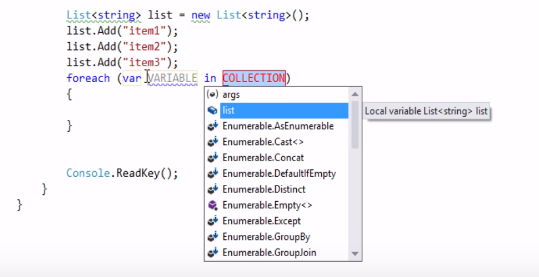 List<string> list = new List<string>();
list.Add("item1");
list.Add("item2");
list.Add("item3");
foreach (var VARIABLE in COLLECTION)
{
args
list
Local variable List<string> list
Enumerable.AsEnumerable
}
Enumerable.Cast<>
Enumerable.Concat
Console.ReadKey();
Enumerable.DefaultIfEmpty
}
Enumerable.Distinct
}
Enumerable.Empty<>
Enumerable.Except
Enumerable.GroupBy
Enumerable.GroupJoin